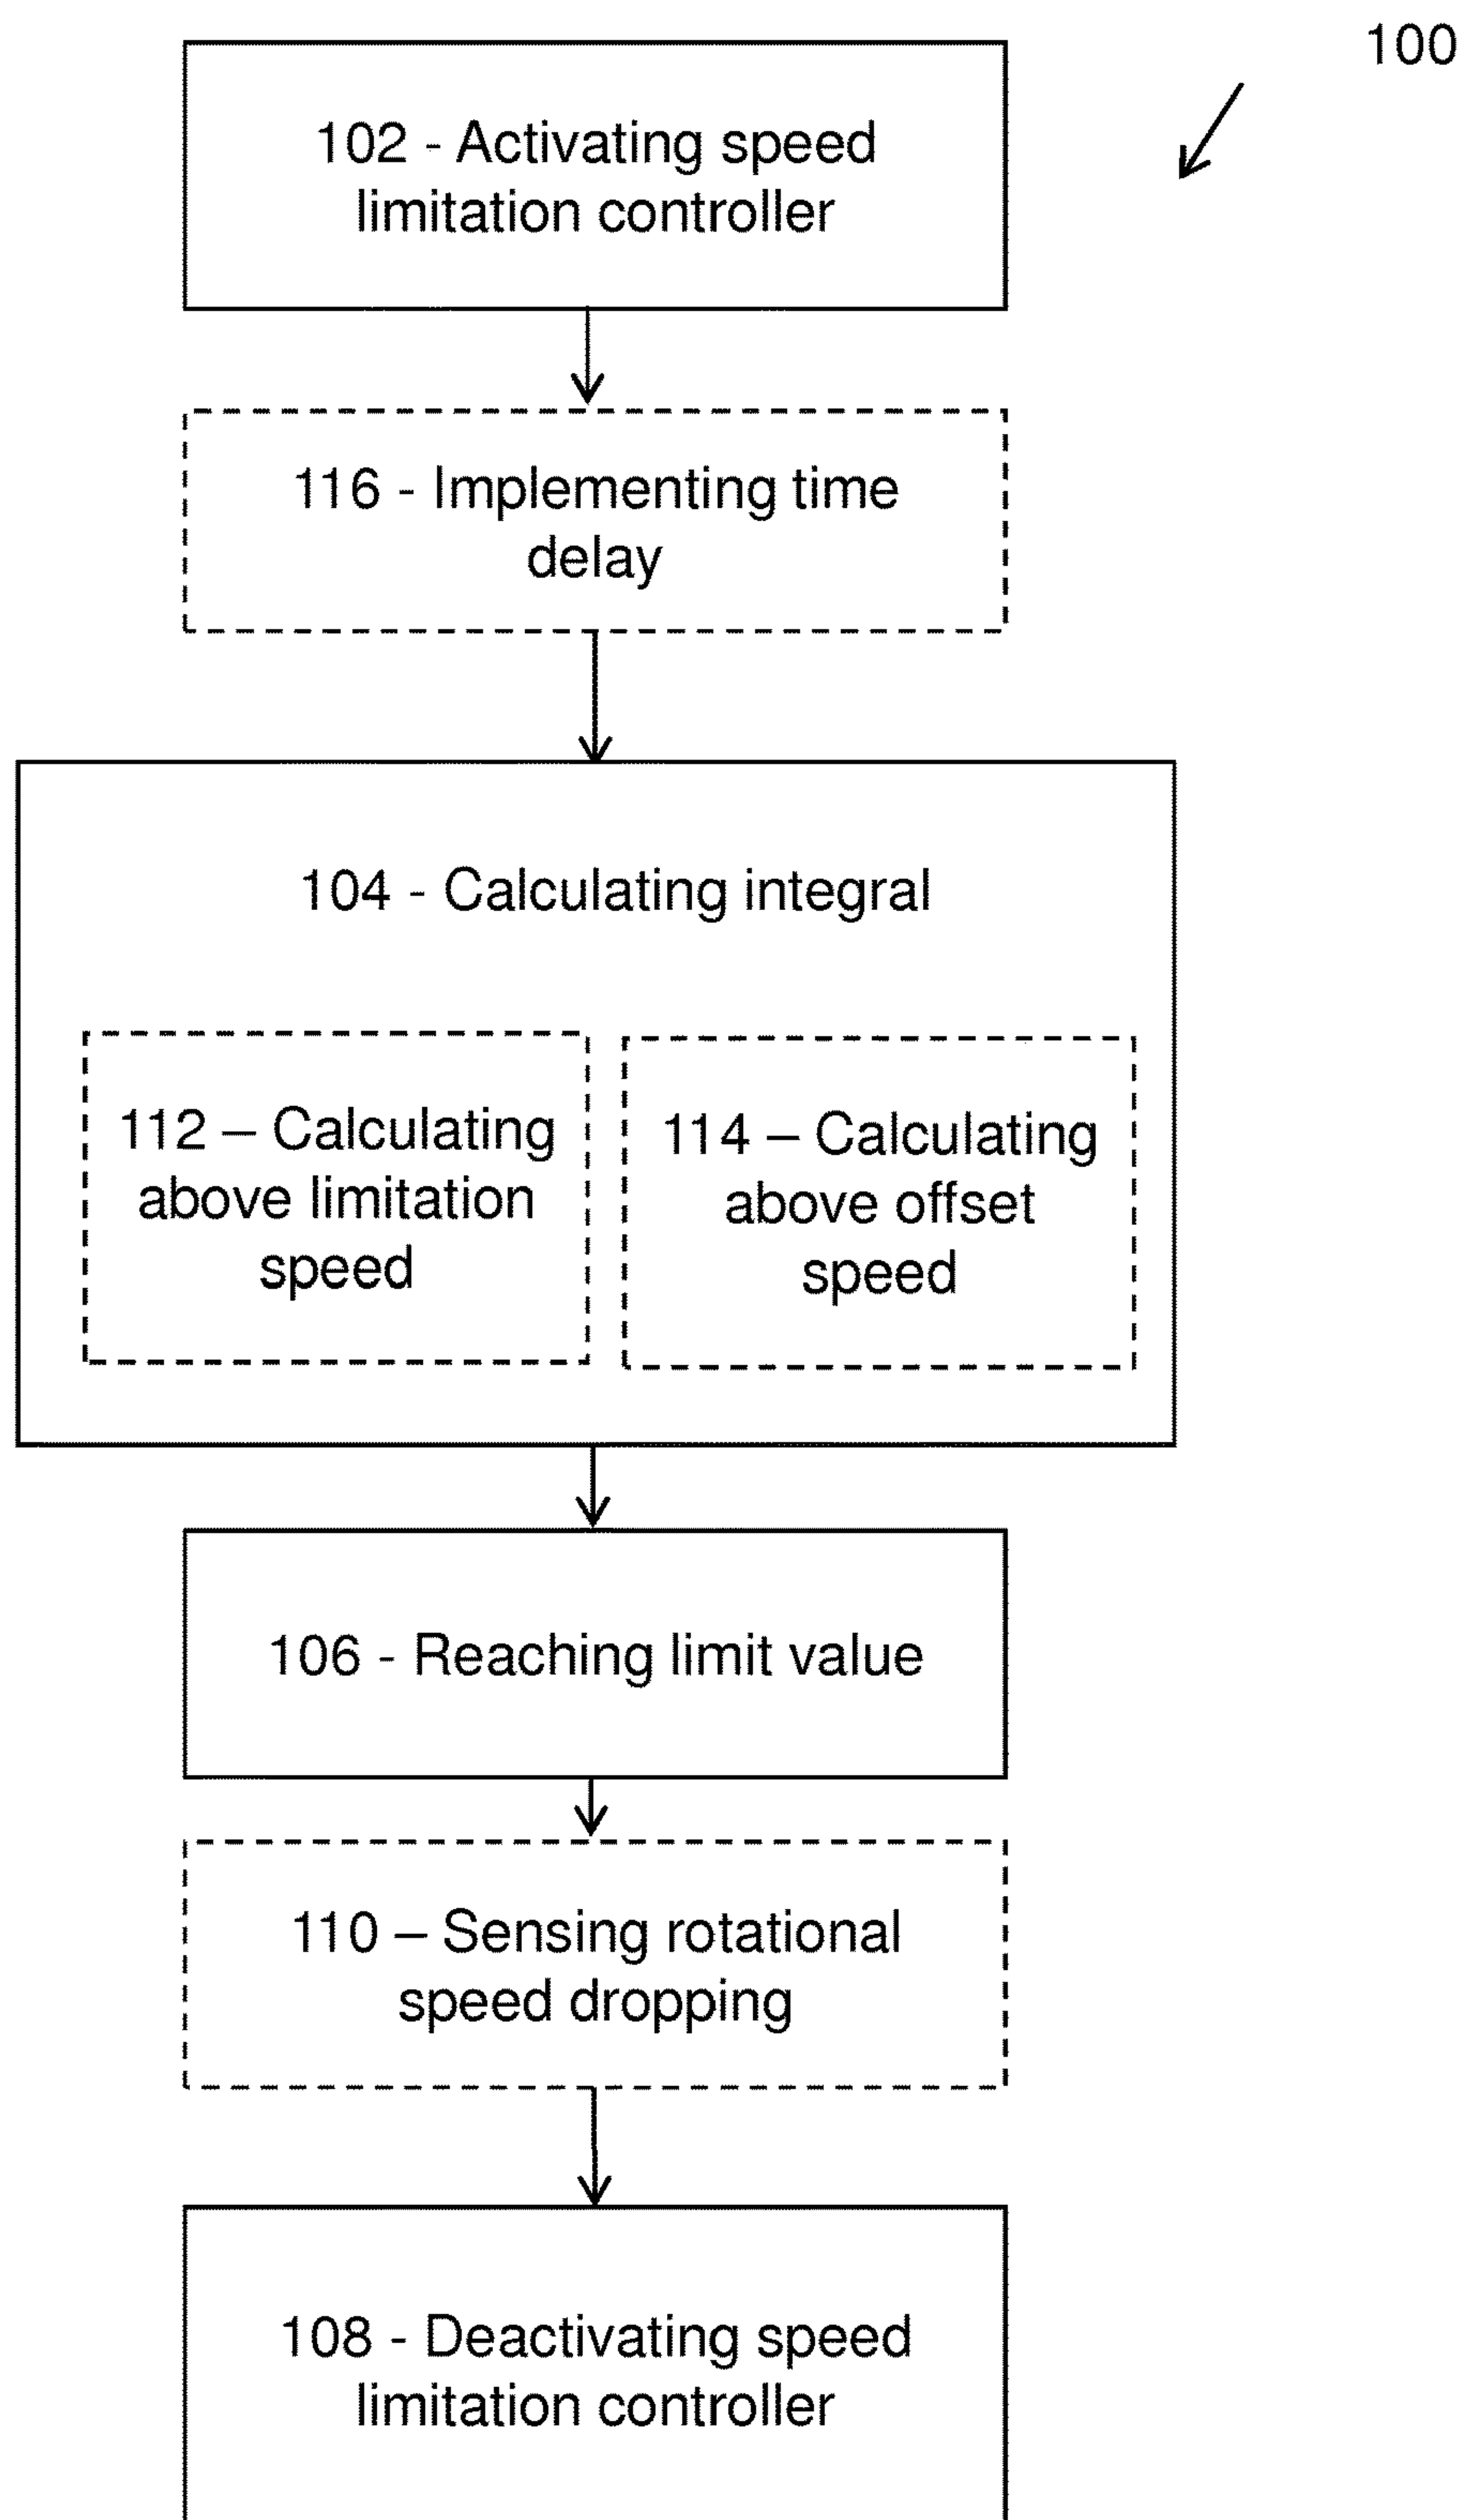 100
102 - Activating speed
limitation controller
116 - Implementing time
delay
104 - Calculating integral
112 – Calculating
above limitation
speed
114 – Calculating
above offset
speed
106 - Reaching limit value
110 – Sensing rotational
speed dropping
108 - Deactivating speed
limitation controller